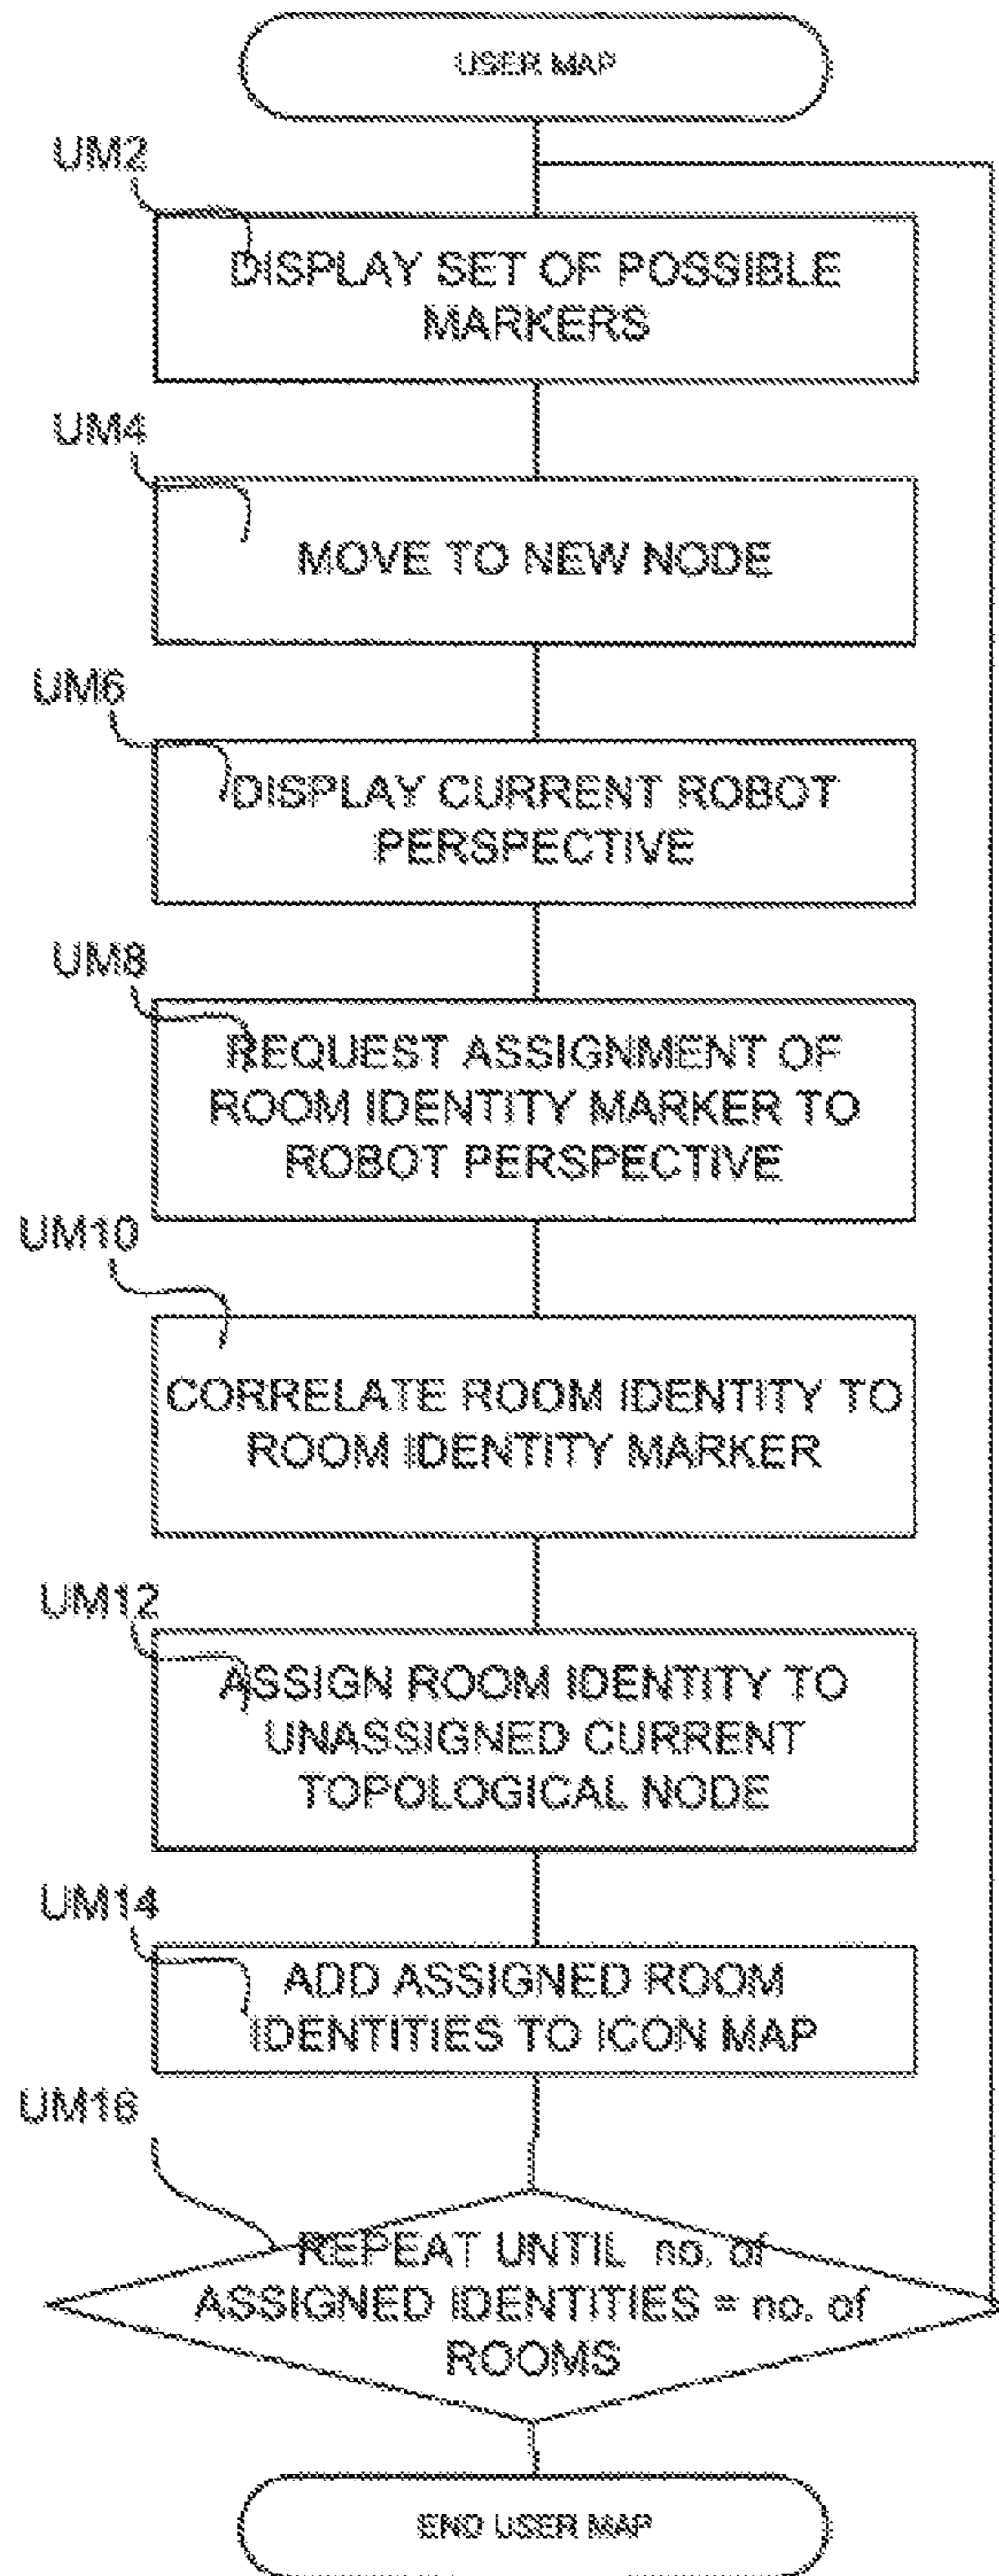 USER MAP
UM2
DISPLAY SET OF POSSIBLE
MARKERS
UM4
MOVE TO NEW NODE
UM6
DISPLAY CURRENT ROBOT
PERSPECTIVE
UM8
REQUEST ASSIGNMENT OF
ROOM IDENTITY MARKER TO
ROBOT PERSPECTIVE
UM10
CORRELATE ROOM IDENTITY TO
ROOM IDENTITY MARKER
UM12
ASSIGN ROOM IDENTITY TO
UNASSIGNED CURRENT
TOPOLOGICAL NODE
UM14
ADD ASSIGNED ROOM
IDENTITIES TO ICON MAP
UM16
REPEAT UNTIL no. of
ASSIGNED IDENTITIES = no. of
ROOMS
END USER MAP